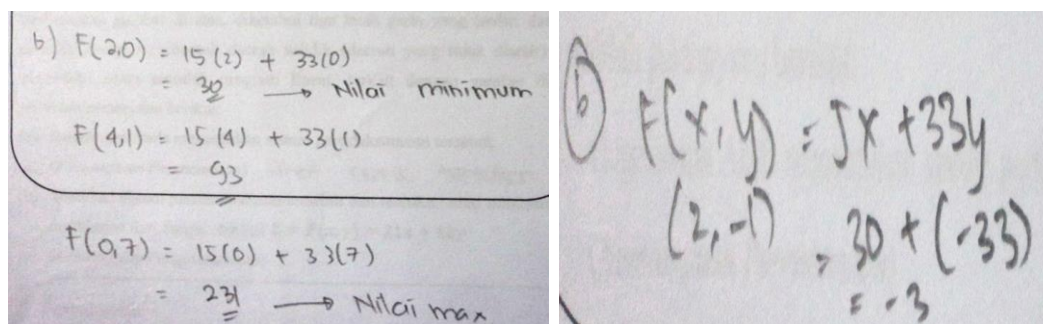 b) F(2,0) = 15(2) + 33(0)
= 30 → Nilai minimum
F(4,1) = 15(4) + 33(1)
= 93
F(0,7) = 15(0) + 33(7)
= 231 → Nilai max
b F(x,y) = 5x + 33y
(2,-1) = 30 + (-33)
= -3